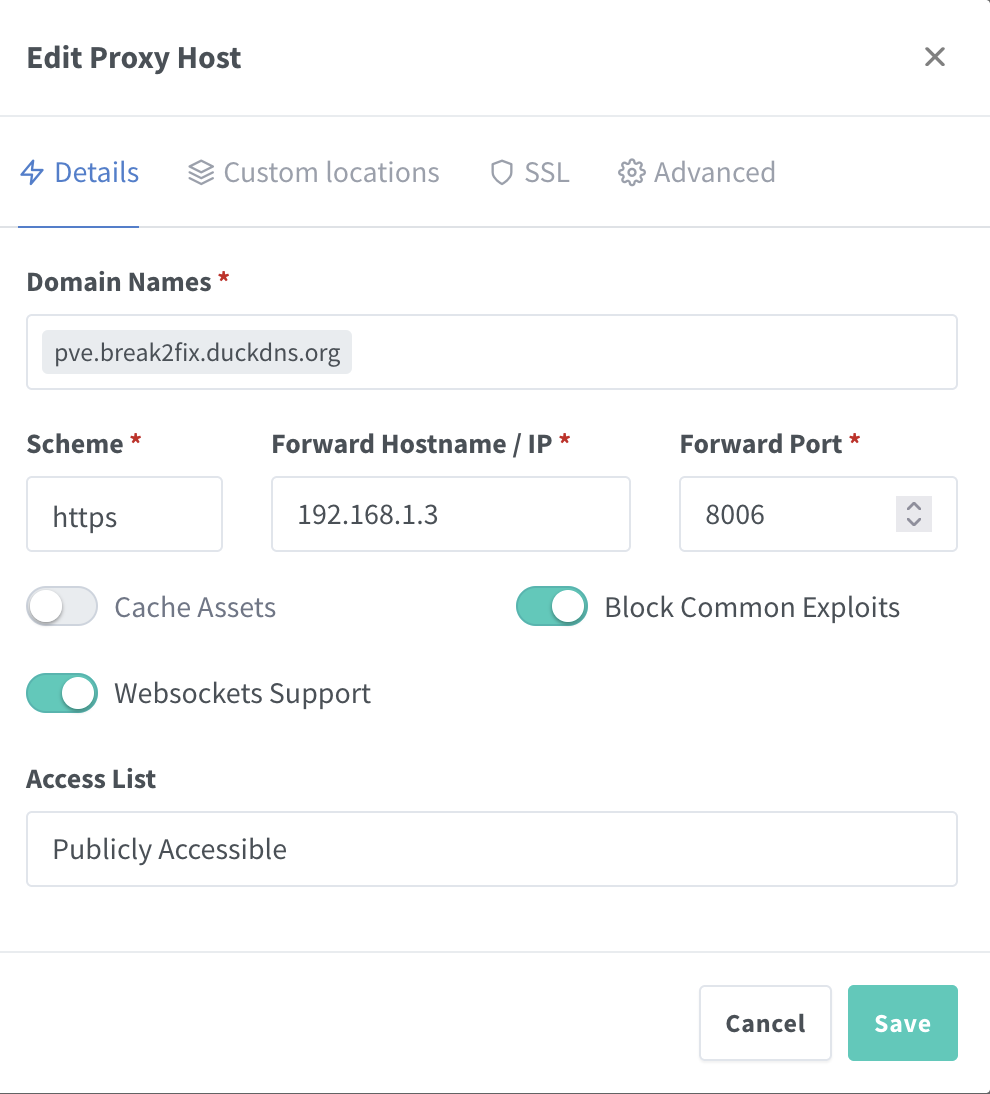 Edit Proxy Host
Details Custom locations SSL Advanced
Domain Names *
pve.break2fix.duckdns.org
Scheme * Forward Hostname / IP * Forward Port *
https 192.168.1.3 8006
Cache Assets Block Common Exploits
Websockets Support
Access List
Publicly Accessible
Cancel Save